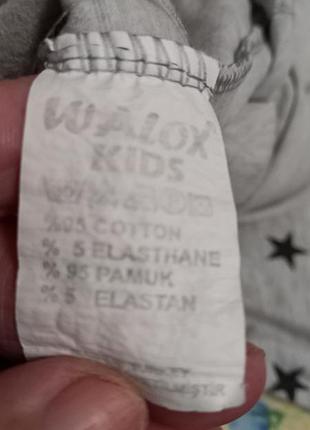 WALOX
KIDS
%95 COTTON
% 5 ELASTHANE
% 95 PAMUK
% 5 ELASTAN